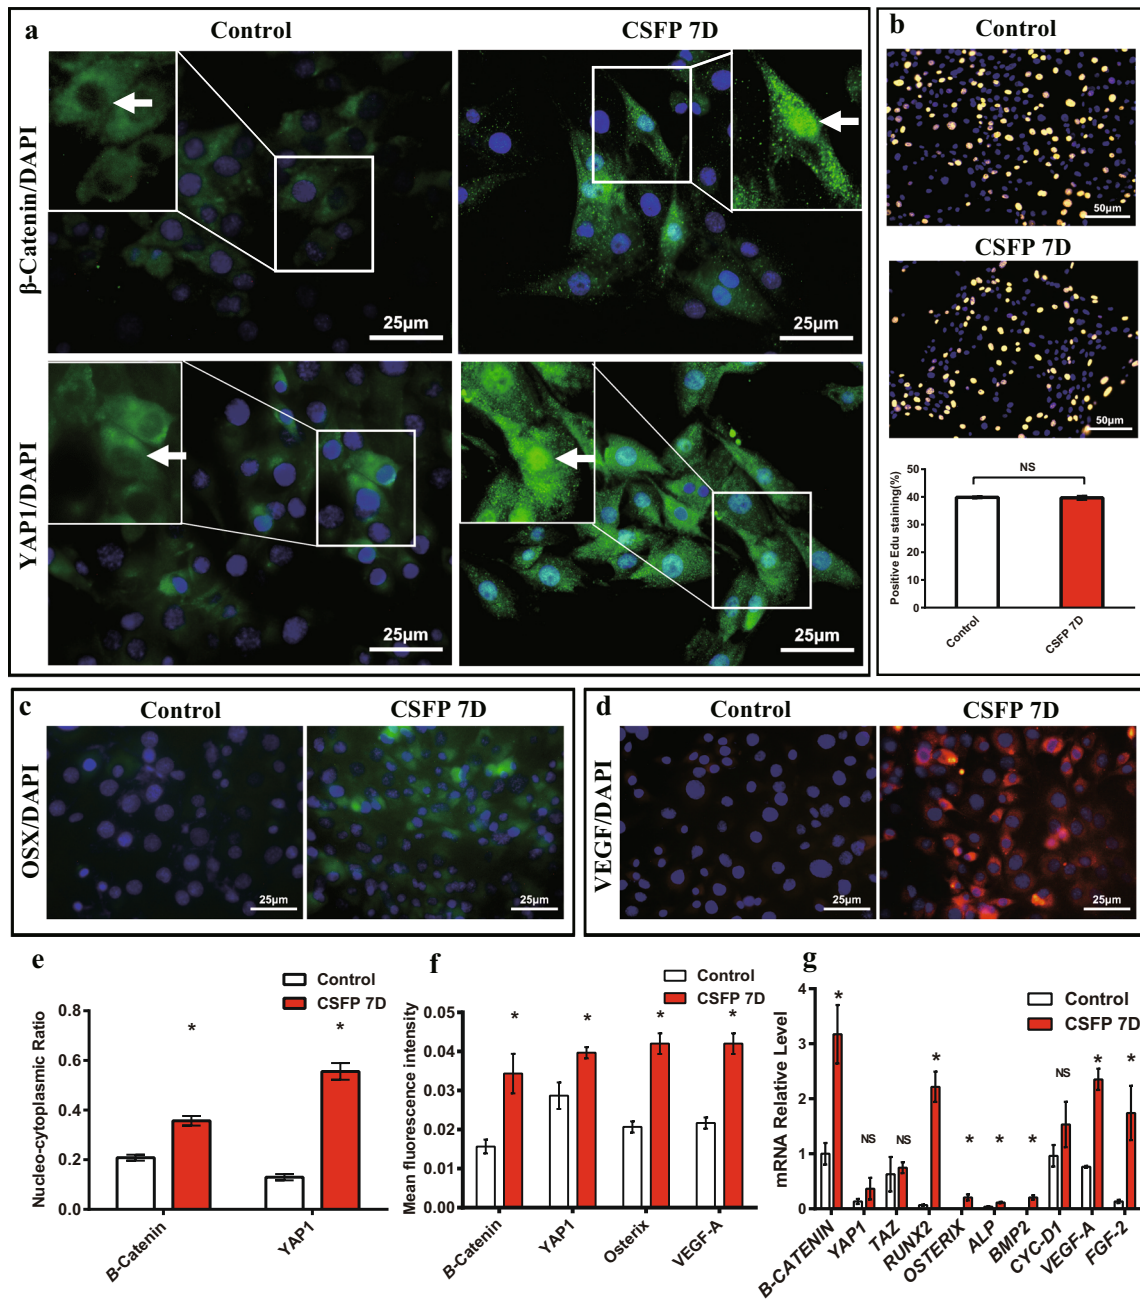 a
Control
CSFP 7D
β-Catenin/DAPI
25μm
25μm
YAP1/DAPI
25μm
25μm
b
Control
50μm
CSFP 7D
50μm
Positive Edu staining(%)
50
40
30
20
10
0
NS
Control
CSFP 7D
c
Control
CSFP 7D
OSX/DAPI
25μm
25μm
d
Control
CSFP 7D
VEGF/DAPI
25μm
25μm
e
Control
CSFP 7D
Nucleo-cytoplasmic Ratio
0.8
0.6
0.4
0.2
0.0
*
*
B-Catenin
YAP1
f
Control
CSFP 7D
Mean fluorescence intensity
0.05
0.04
0.03
0.02
0.01
0.00
*
*
*
*
B-Catenin
YAP1
Osterix
VEGF-A
g
Control
CSFP 7D
mRNA Relative Level
4
3
2
1
0
*
NS
NS
*
*
*
*
NS
*
*
B-CATENIN
YAP1
TAZ
RUNX2
OSTERIX
ALP
BMP2
CYC-D1
VEGF-A
FGF-2